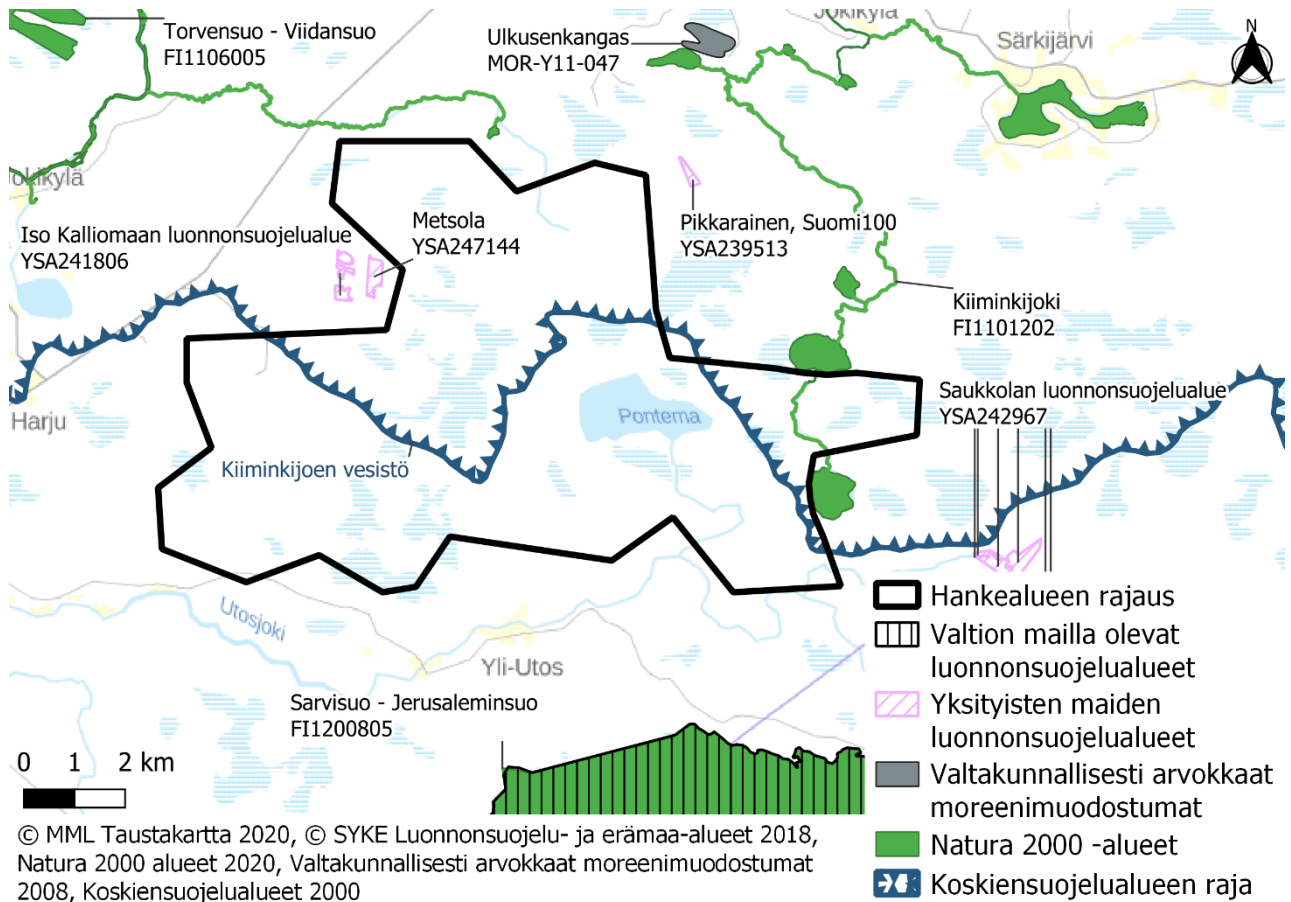 Torvensuo - Viidansuo
FI1106005
Ulkusenkangas
MOR-Y11-047
Jokikylä
Särkijärvi
N
Jokikylä
Iso Kalliomaan luonnonsuojelualue
YSA241806
Metsola
YSA247144
Pikkarainen, Suomi100
YSA239513
Kiiminkijoki
FI1101202
Saukkolan luonnonsuojelualue
YSA242967
Harju
Pontema
Kiiminkijoen vesistö
Utosjoki
Yli-Utos
Sarvisuo - Jerusaleminsuo
FI1200805
0 1 2 km
Hankealueen rajaus
Valtion mailla olevat
luonnonsuojelualueet
Yksityisten maiden
luonnonsuojelualueet
Valtakunnallisesti arvokkaat
moreenimuodostumat
Natura 2000 -alueet
Koskiensuojelualueen raja
© MML Taustakartta 2020, © SYKE Luonnonsuojelu- ja erämaa-alueet 2018,
Natura 2000 alueet 2020, Valtakunnallisesti arvokkaat moreenimuodostumat
2008, Koskiensuojelualueet 2000